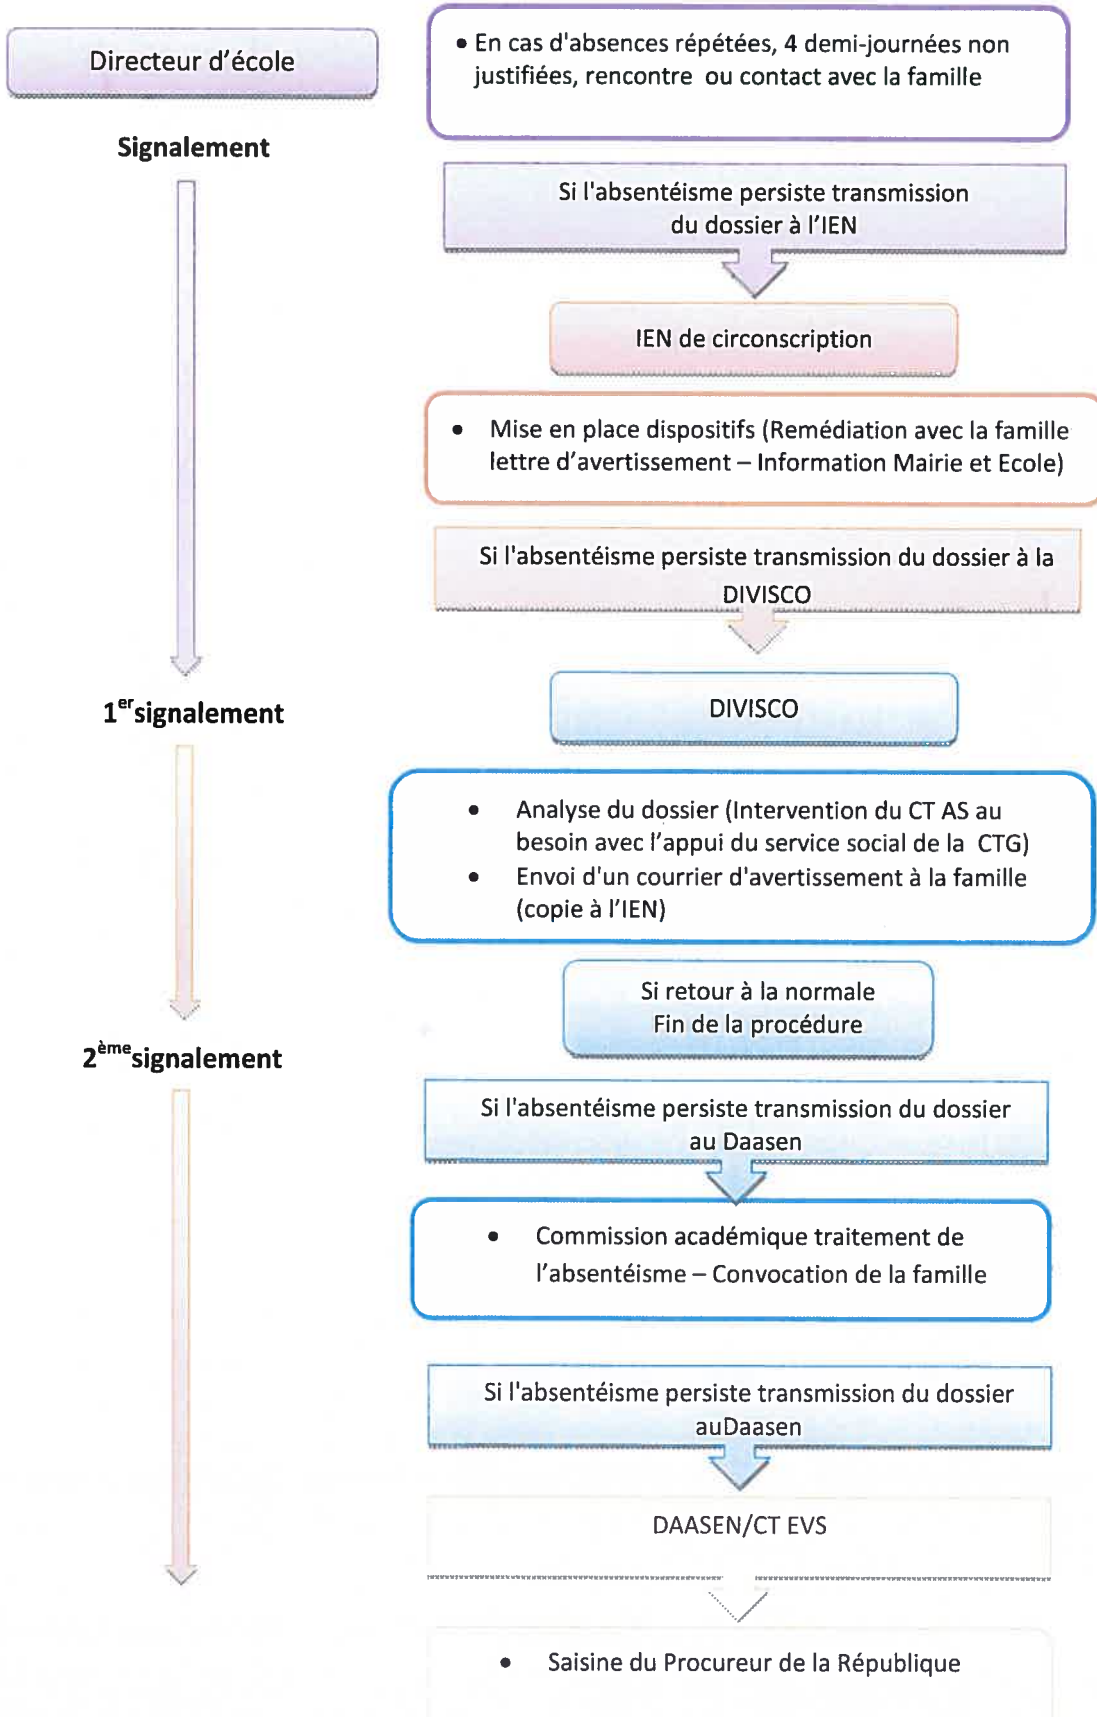 Directeur d'école
• En cas d'absences répétées, 4 demi-journées non
justifiées, rencontre ou contact avec la famille
Signalement
Si l'absentéisme persiste transmission
du dossier à l'IEN
IEN de circonscription
• Mise en place dispositifs (Remédiation avec la famille
lettre d'avertissement – Information Mairie et Ecole)
Si l'absentéisme persiste transmission du dossier à la
DIVISCO
1er signalement
DIVISCO
• Analyse du dossier (Intervention du CT AS au
besoin avec l'appui du service social de la CTG)
• Envoi d'un courrier d'avertissement à la famille
(copie à l'IEN)
Si retour à la normale
Fin de la procédure
2ème signalement
Si l'absentéisme persiste transmission du dossier
au Daasen
• Commission académique traitement de
l'absentéisme – Convocation de la famille
Si l'absentéisme persiste transmission du dossier
auDaasen
DAASEN/CT EVS
• Saisine du Procureur de la République